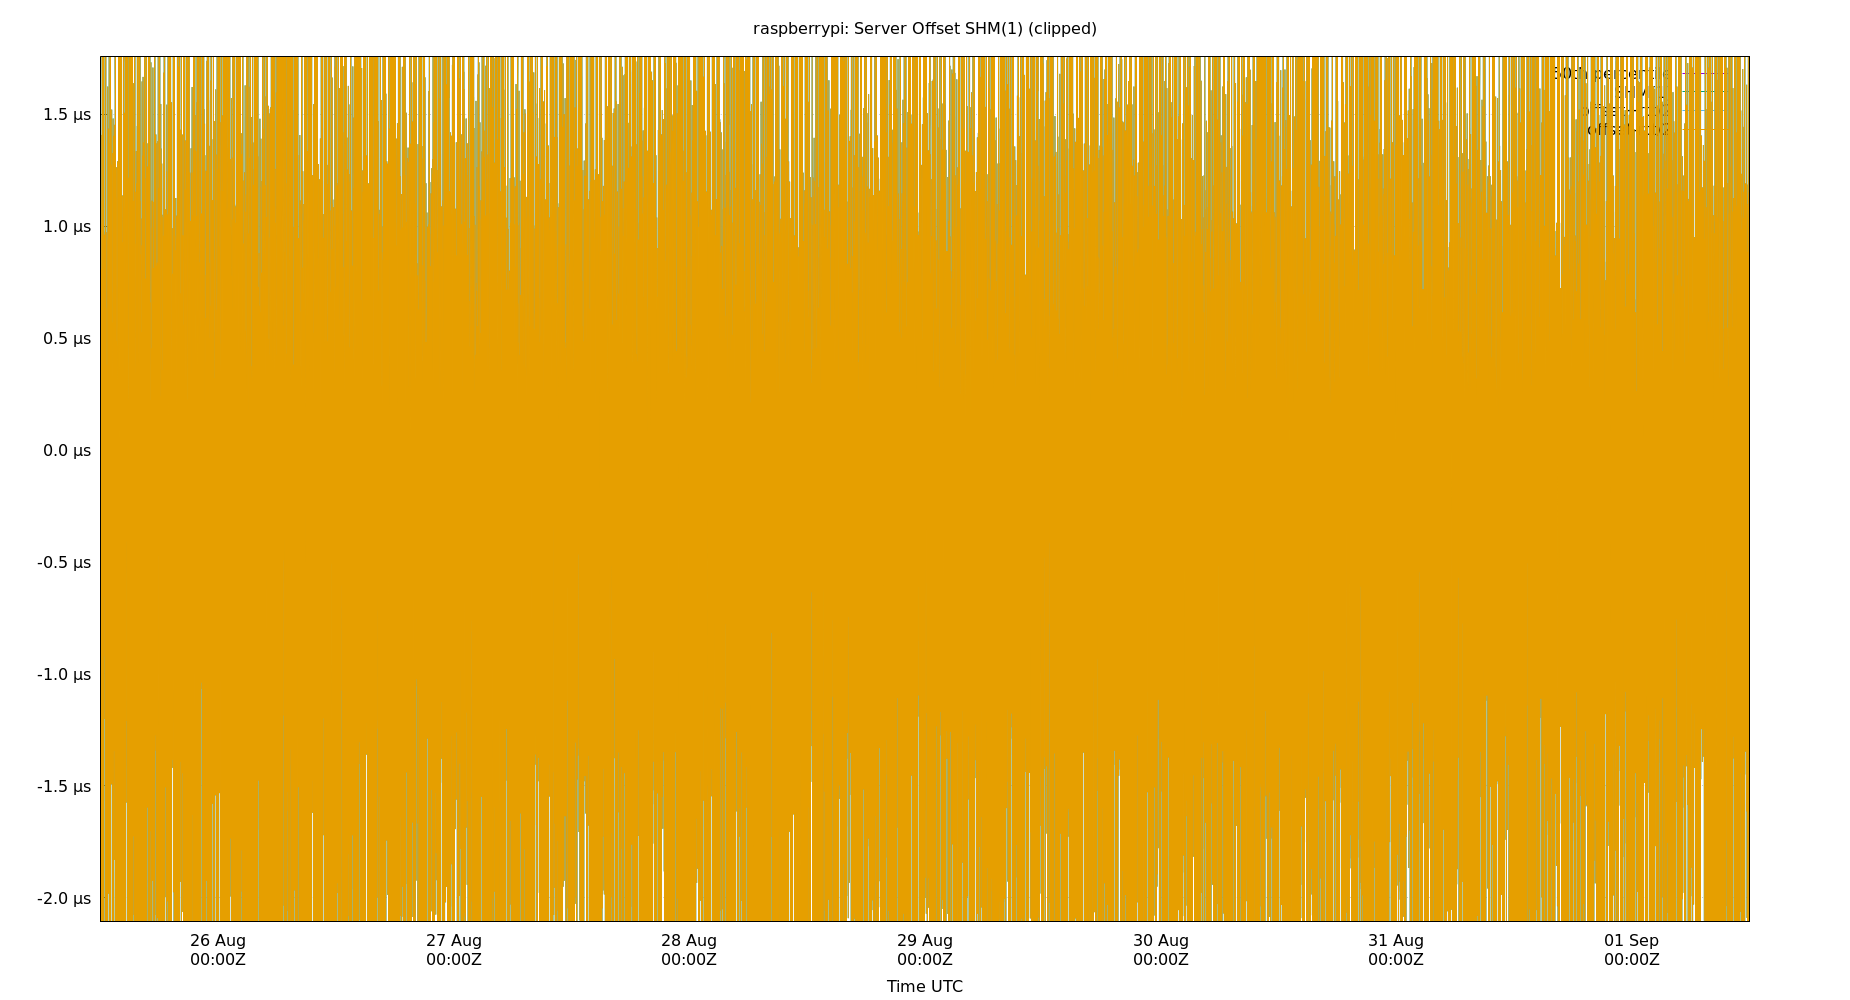 raspberrypi: Server Offset SHM(1) (clipped)
1.5 µs
1.0 µs
0.5 µs
0.0 µs
-0.5 µs
-1.0 µs
-1.5 µs
-2.0 µs
percentile
26 Aug 27 Aug 28 Aug 29 Aug 30 Aug 31 Aug 01 Sep
00:00Z 00:00Z 00:00Z 00:00Z 00:00Z 00:00Z 00:00Z
Time UTC